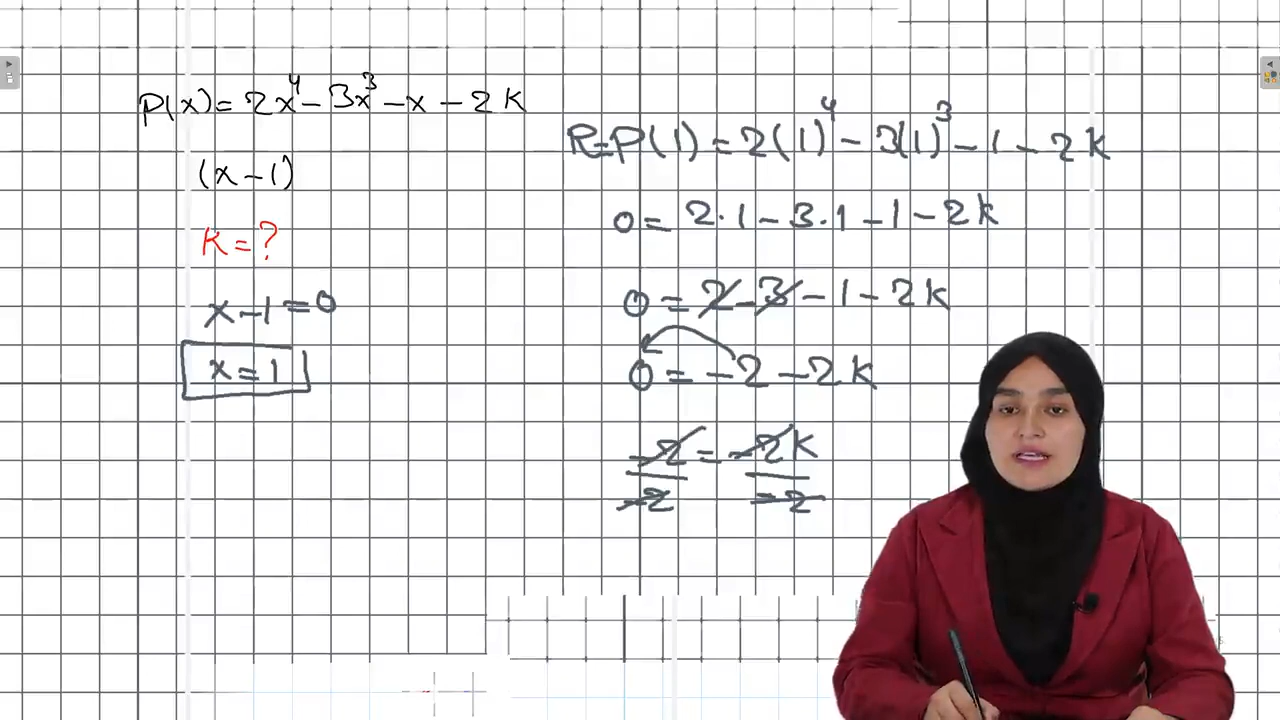 P(x) = 2x⁴ - 3x³ - x - 2k
(x - 1)
k = ?
x - 1 = 0
x = 1
R = P(1) = 2(1)⁴ - 3(1)³ - 1 - 2k
0 = 2·1 - 3·1 - 1 - 2k
0 = 2 - 3 - 1 - 2k
0 = -2 - 2k
-2 = -2k
-2 -2